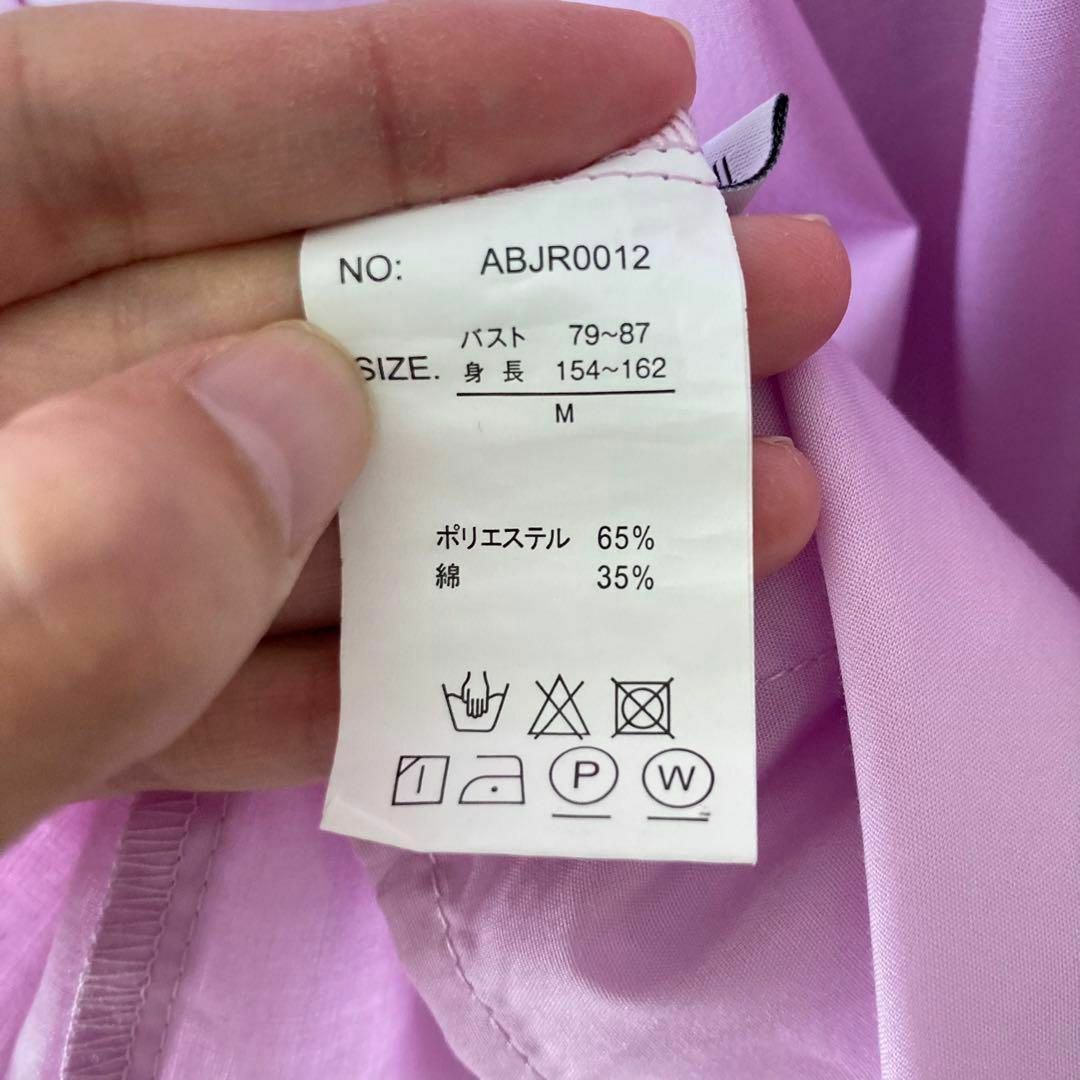 NO: ABJR0012
バスト 79~87
SIZE. 身長 154~162
M
ポリエステル 65%
綿 35%
P W